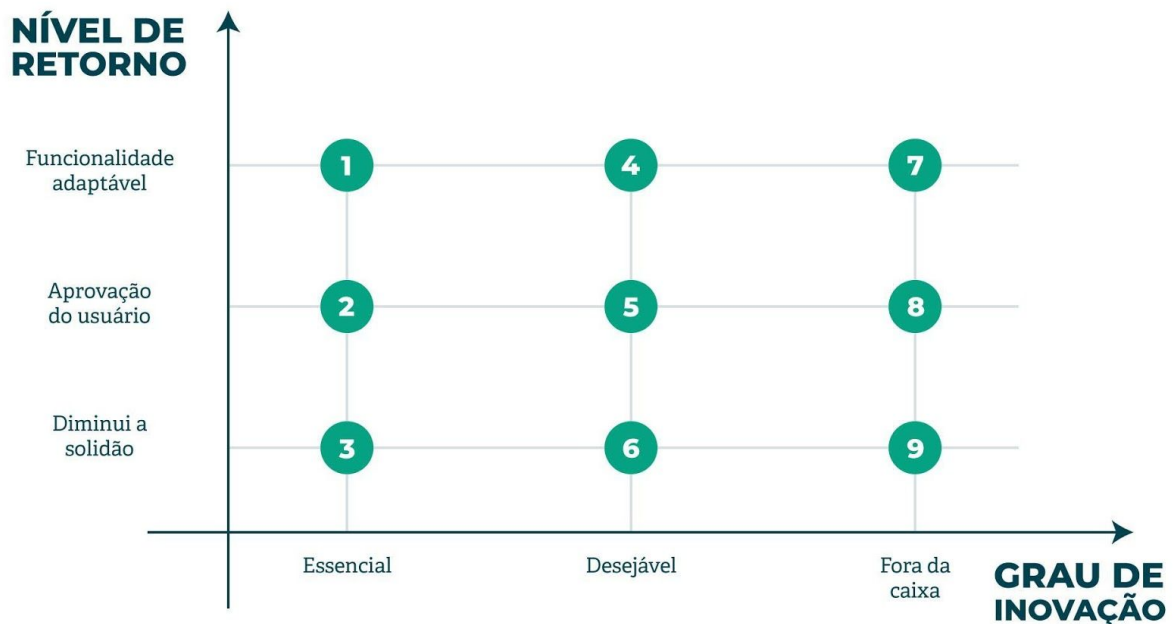 NÍVEL DE
RETORNO
Funcionalidade
adaptável
1
4
7
Aprovação
do usuário
2
5
8
Diminui a
solidão
3
6
9
Essencial
Desejável
Fora da
caixa
GRAU DE
INOVAÇÃO